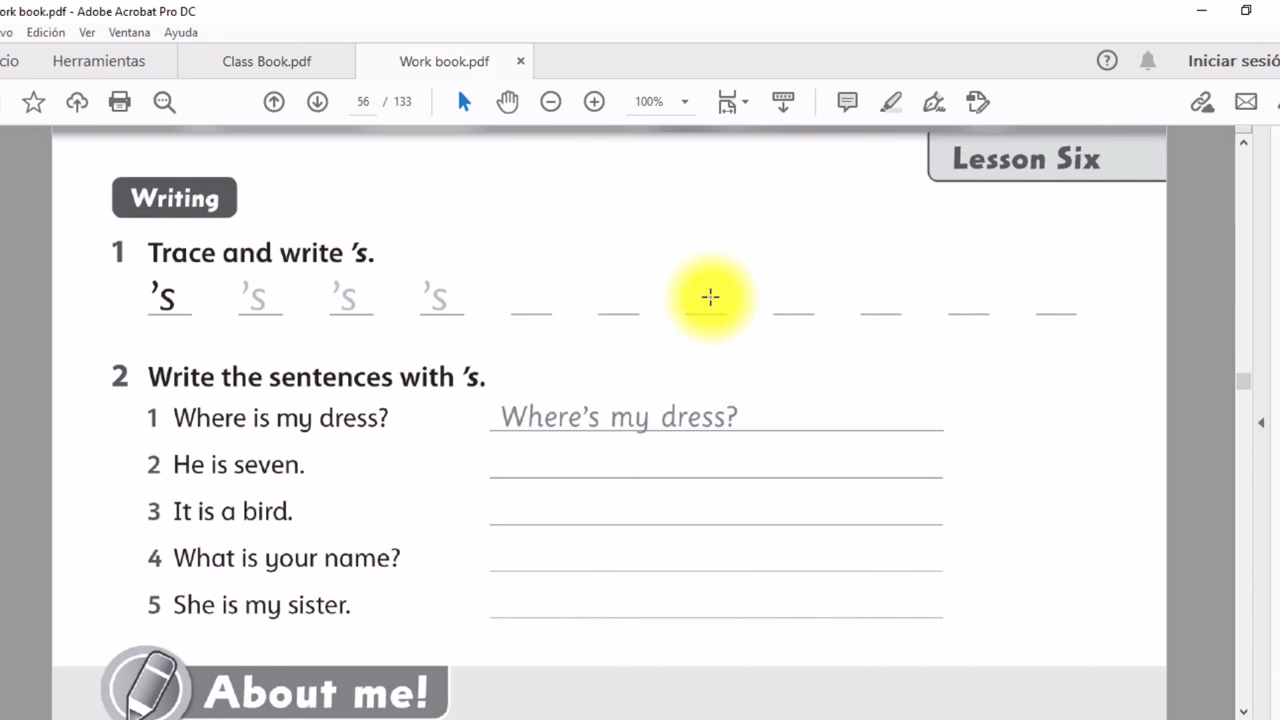 ork book.pdf - Adobe Acrobat Pro DC
vo Edición Ver Ventana Ayuda
cio Herramientas Class Book.pdf Work book.pdf × Iniciar sesió
56 / 133 100%
Lesson Six
Writing
1 Trace and write 's.
's 's 's 's
2 Write the sentences with 's.
1 Where is my dress? Where's my dress?
2 He is seven.
3 It is a bird.
4 What is your name?
5 She is my sister.
About me!